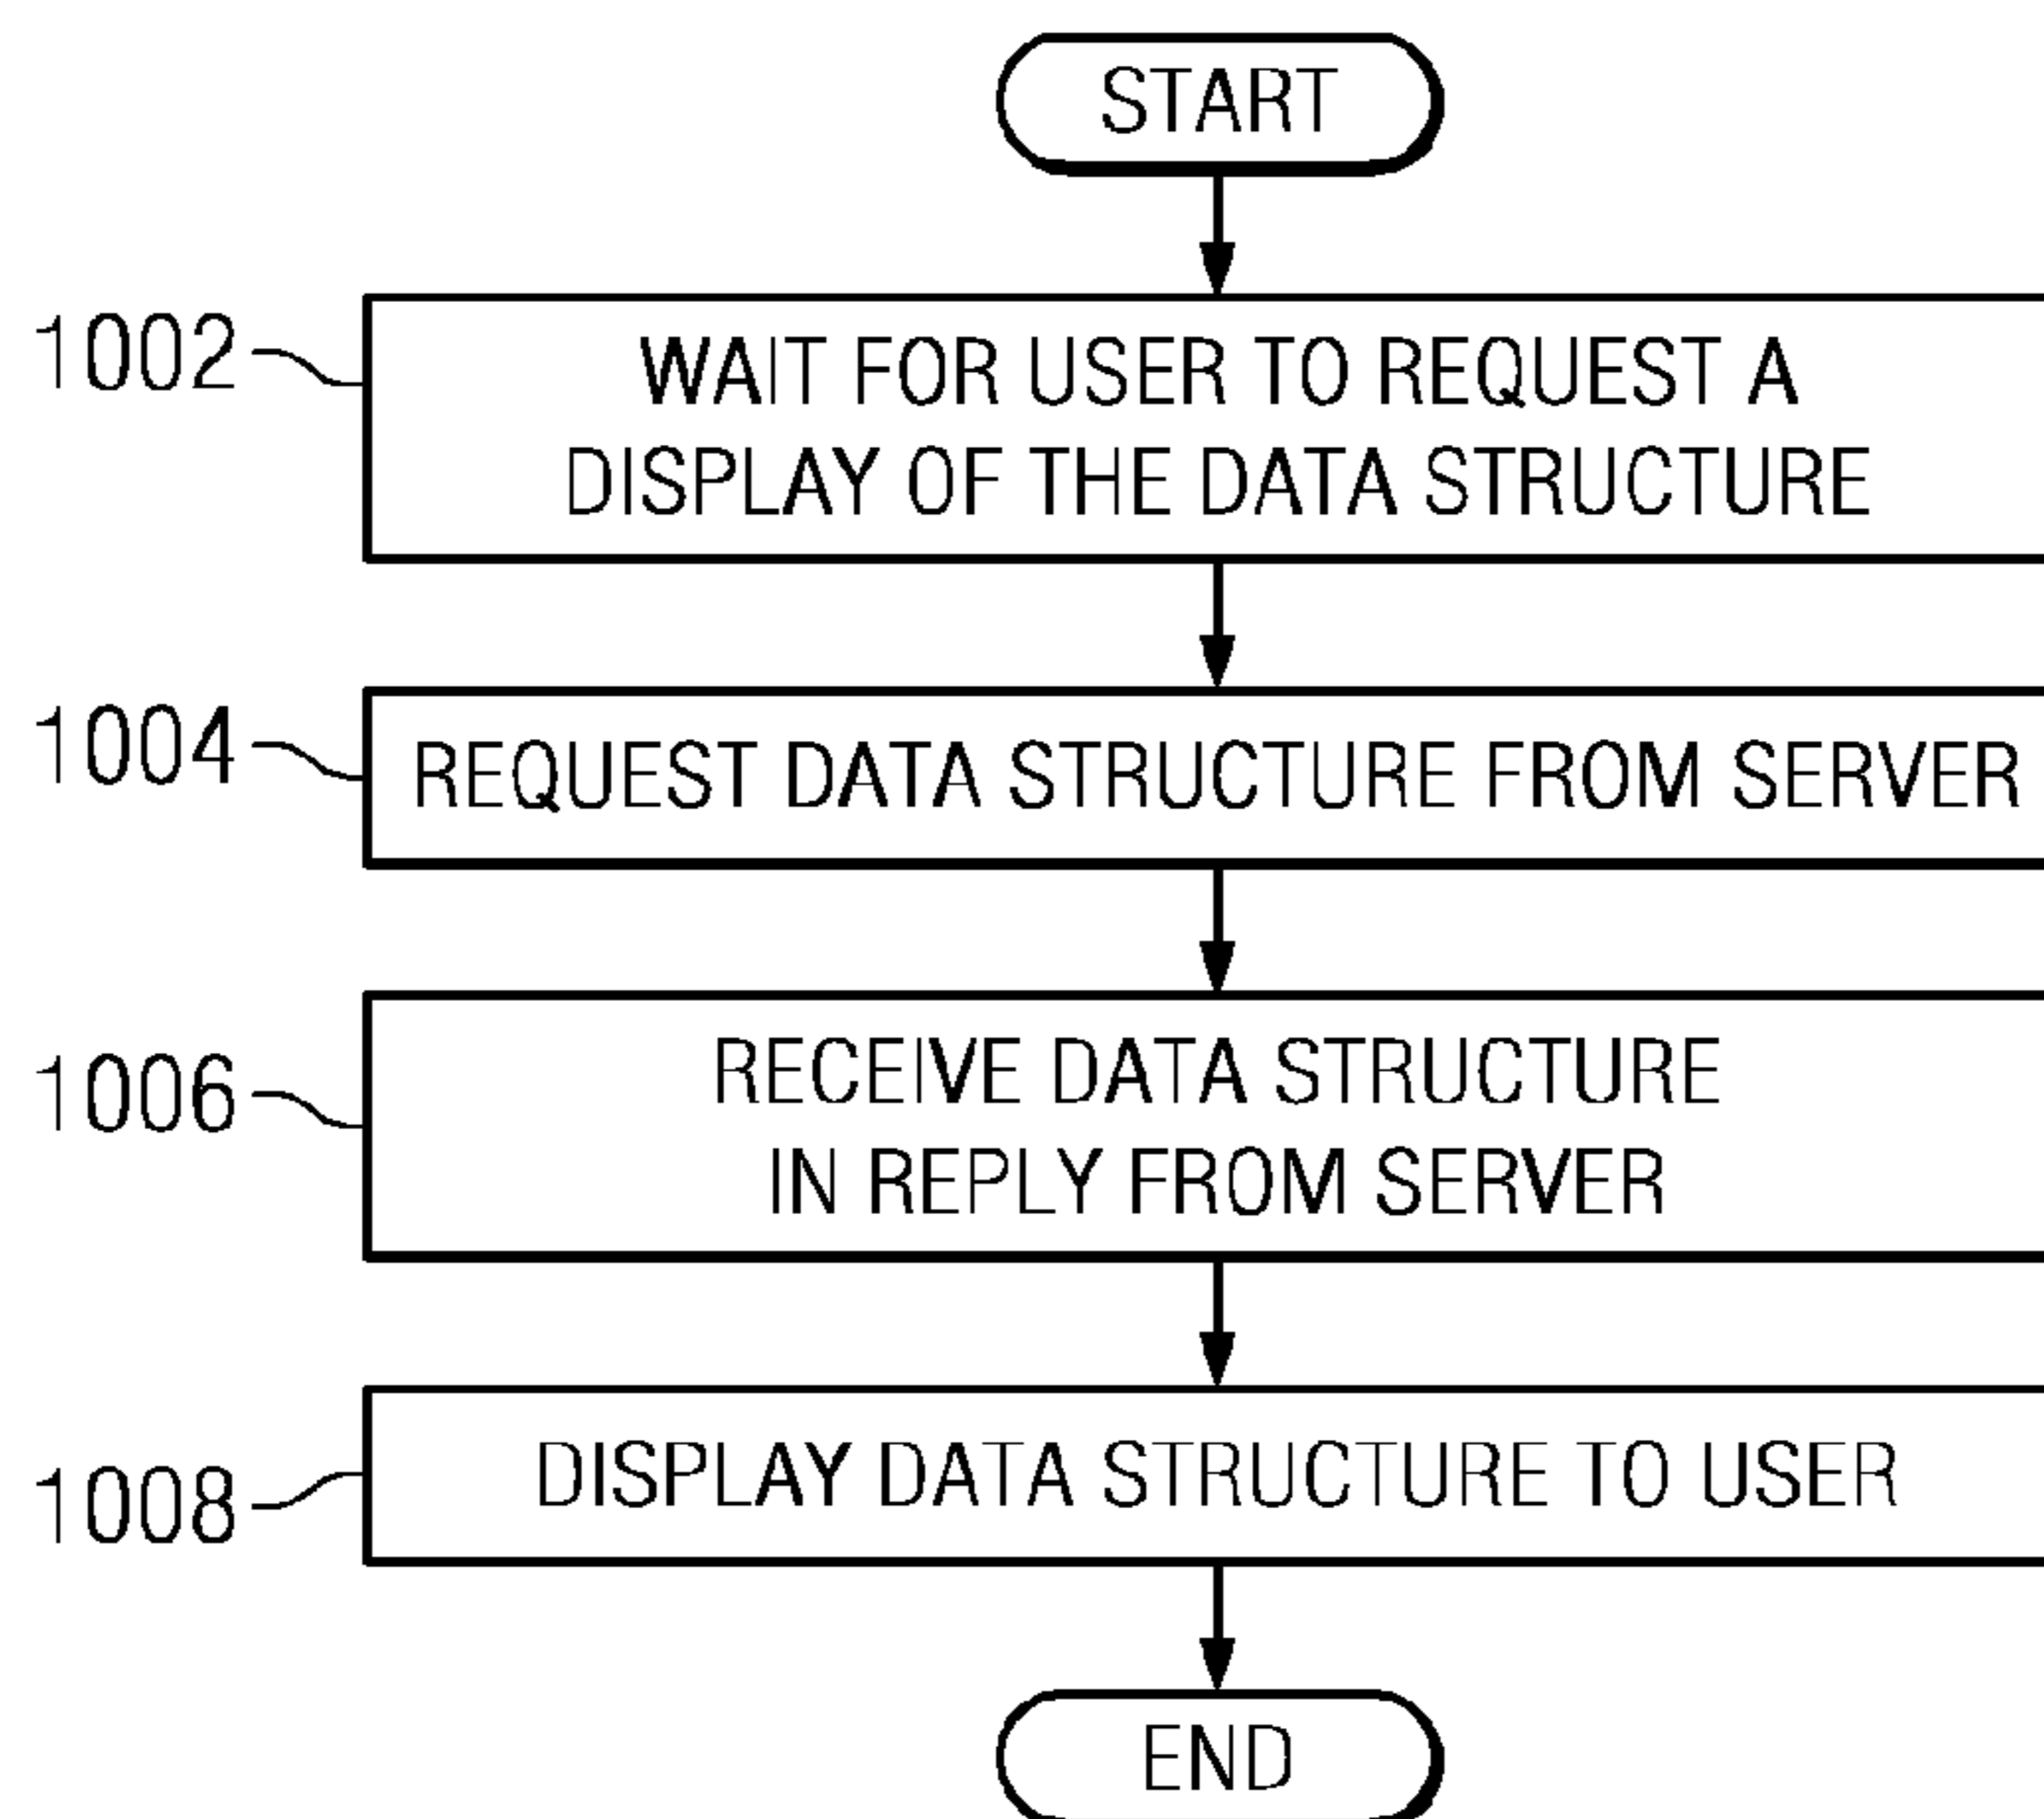 START
1002
WAIT FOR USER TO REQUEST A
DISPLAY OF THE DATA STRUCTURE
1004
REQUEST DATA STRUCTURE FROM SERVER
1006
RECEIVE DATA STRUCTURE
IN REPLY FROM SERVER
1008
DISPLAY DATA STRUCTURE TO USER
END